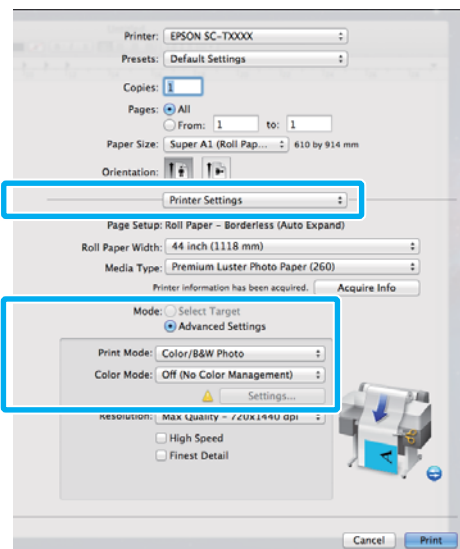 Printer: EPSON SC-TXXXX
Presets: Default Settings
Copies: 1
Pages: All
From: 1 to: 1
Paper Size: Super A1 (Roll Pap... 610 by 914 mm
Orientation:
Printer Settings
Page Setup: Roll Paper - Borderless (Auto Expand)
Roll Paper Width: 44 inch (1118 mm)
Media Type: Premium Luster Photo Paper (260)
Printer information has been acquired. Acquire Info
Mode: Select Target
Advanced Settings
Print Mode: Color/B&W Photo
Color Mode: Off (No Color Management)
Settings...
Resolution: Max Quality - 720x1440 dpi
High Speed
Finest Detail
A
Cancel Print